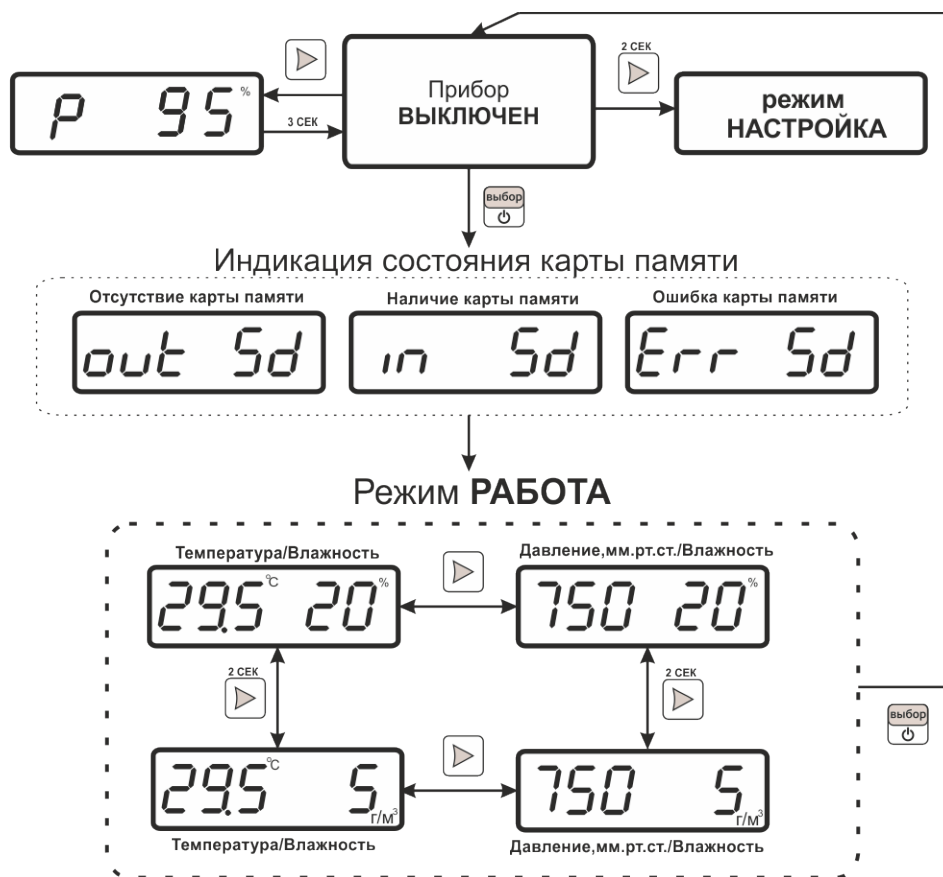 2 СЕК
P 95 %
3 СЕК
Прибор
ВЫКЛЮЧЕН
режим
НАСТРОЙКА
выбор
Индикация состояния карты памяти
Отсутствие карты памяти
Наличие карты памяти
Ошибка карты памяти
out Sd
in Sd
Err Sd
Режим РАБОТА
Температура/Влажность
Давление,мм.рт.ст./Влажность
29.5 °C 20 %
750 20 %
2 СЕК
2 СЕК
выбор
29.5 °C 5 г/м³
750 5 г/м³
Температура/Влажность
Давление,мм.рт.ст./Влажность